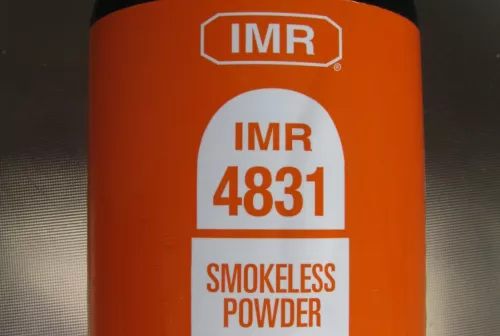 IMR
®
IMR
4831
SMOKELESS
POWDER